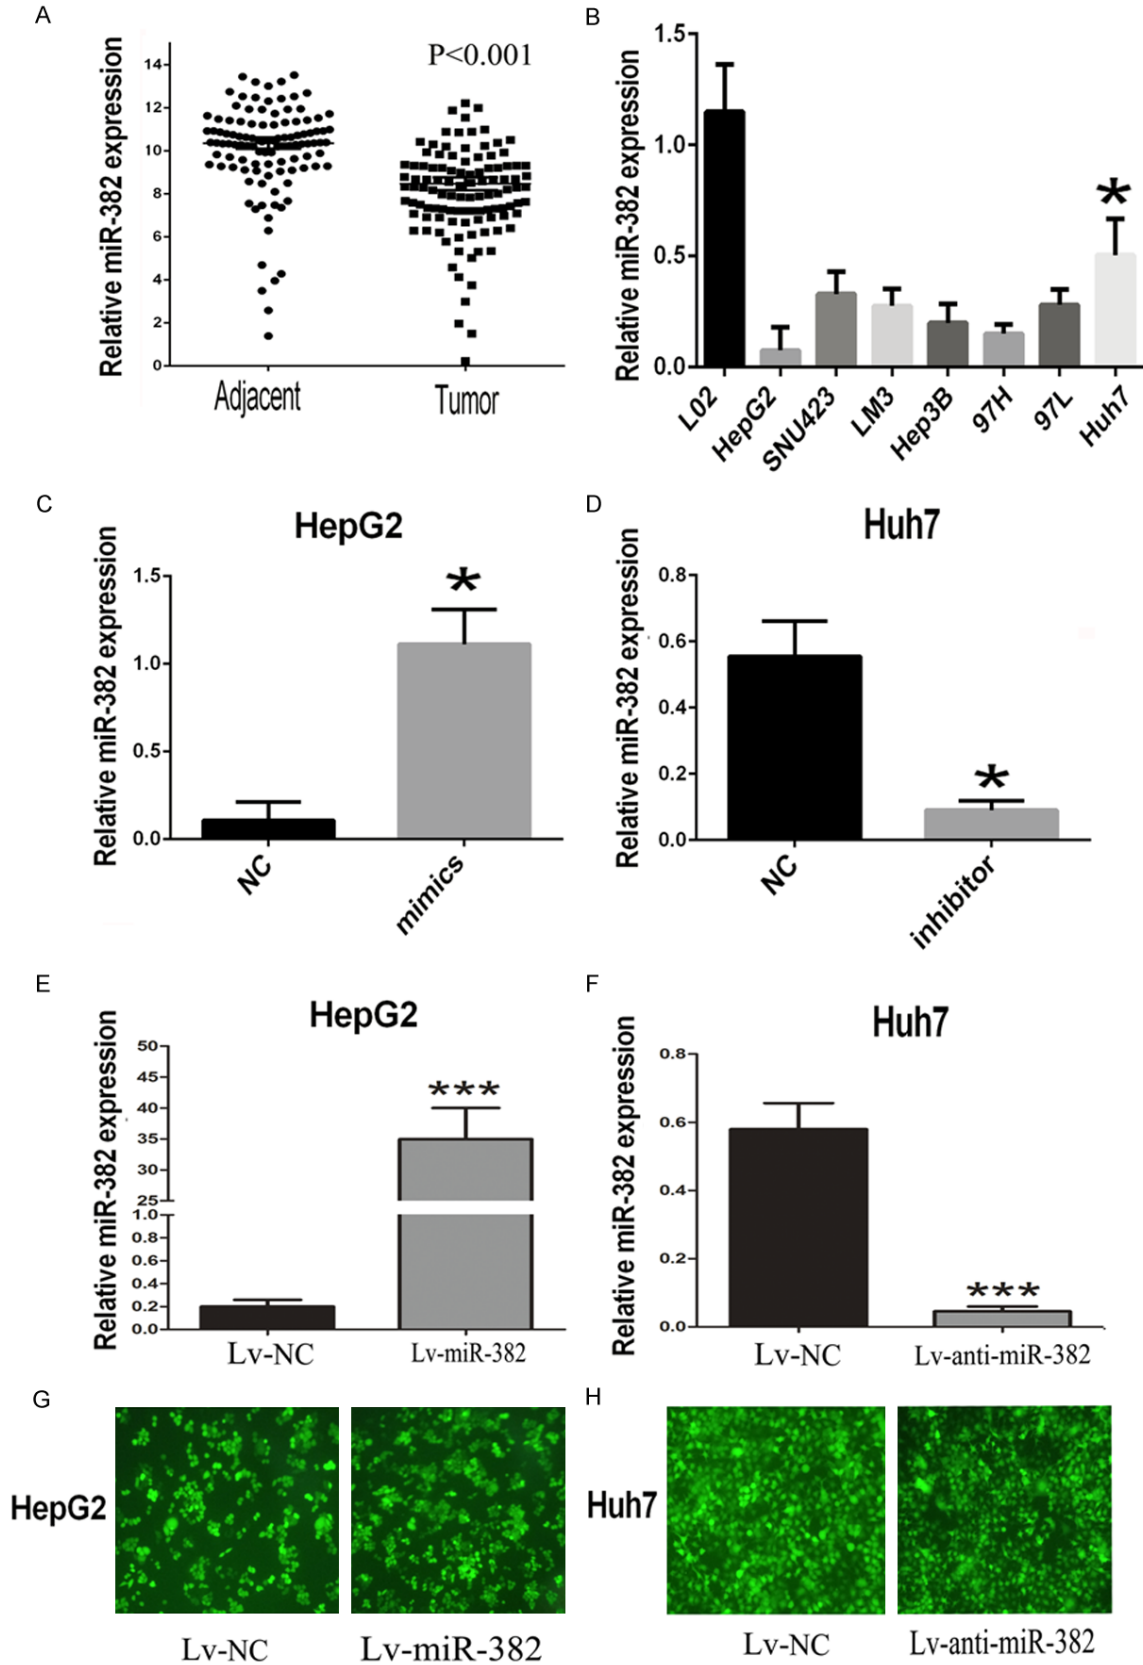 A
Relative miR-382 expression
P<0.001
14
12
10
8
6
4
2
0
Adjacent
Tumor
B
Relative miR-382 expression
1.5
1.0
0.5
0.0
*
L02
HepG2
SNU423
LM3
Hep3B
97H
97L
Huh7
C
HepG2
Relative miR-382 expression
1.5
1.0
0.5
0.0
*
NC
mimics
D
Huh7
Relative miR-382 expression
0.8
0.6
0.4
0.2
0.0
*
NC
inhibitor
E
HepG2
Relative miR-382 expression
50
45
40
35
30
25
1.0
0.8
0.6
0.4
0.2
0.0
***
Lv-NC
Lv-miR-382
F
Huh7
Relative miR-382 expression
0.8
0.6
0.4
0.2
0.0
***
Lv-NC
Lv-anti-miR-382
G
HepG2
Lv-NC
Lv-miR-382
H
Huh7
Lv-NC
Lv-anti-miR-382